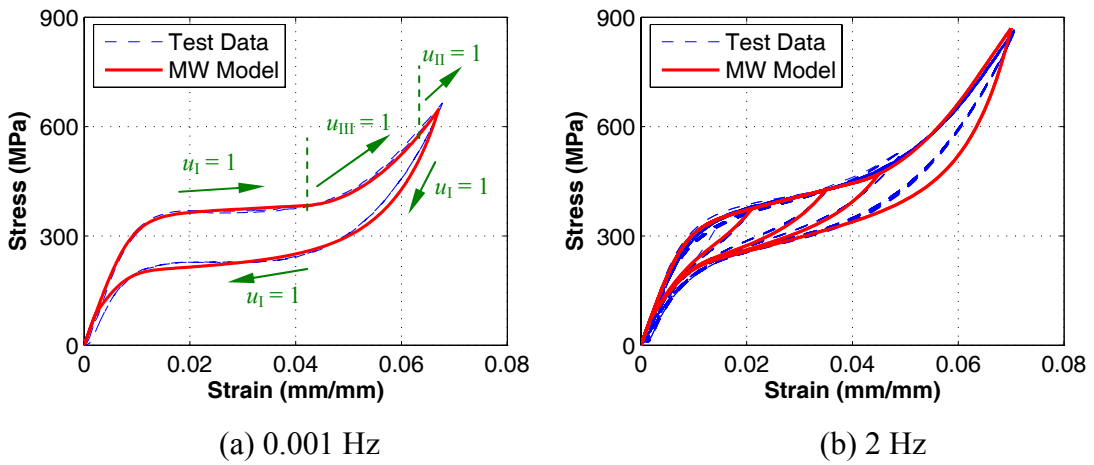 900
600
300
0
Stress (MPa)
Test Data
MW Model
u_I = 1
u_III = 1
u_II = 1
u_I = 1
u_I = 1
0 0.02 0.04 0.06 0.08
Strain (mm/mm)
(a) 0.001 Hz
900
600
300
0
Stress (MPa)
Test Data
MW Model
0 0.02 0.04 0.06 0.08
Strain (mm/mm)
(b) 2 Hz